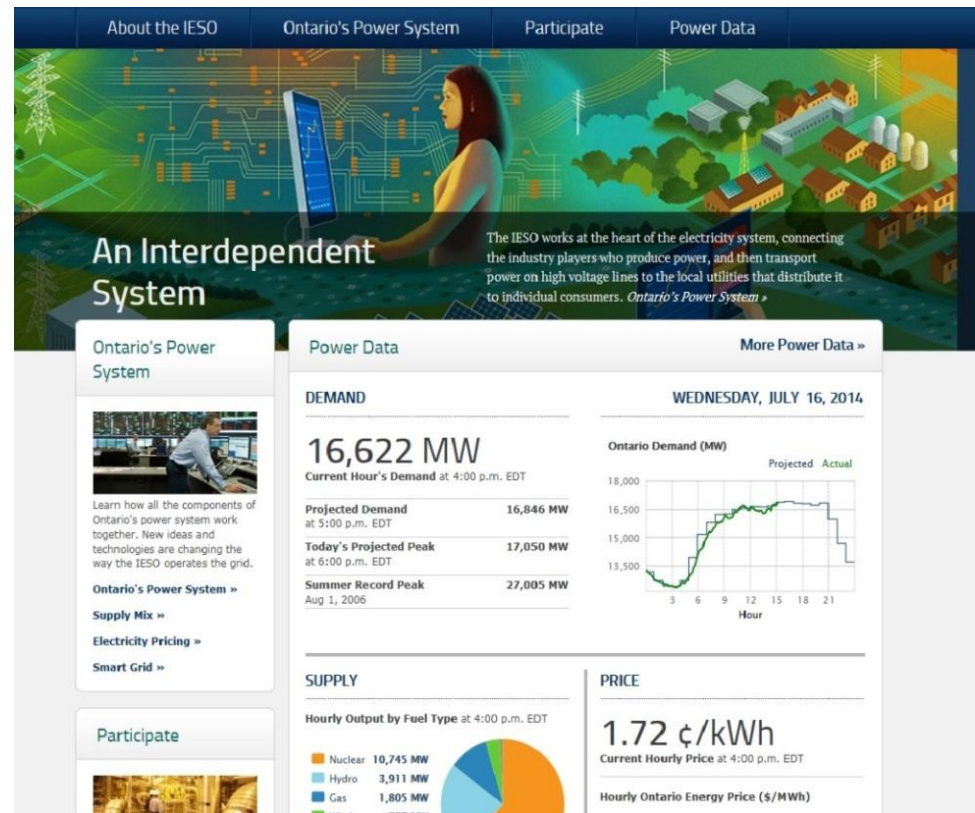 About the IESO
Ontario's Power System
Participate
Power Data
An Interdependent
System
The IESO works at the heart of the electricity system, connecting
the industry players who produce power, and then transport
power on high voltage lines to the local utilities that distribute it
to individual consumers. Ontario's Power System »
Ontario's Power
System
Learn how all the components of
Ontario's power system work
together. New ideas and
technologies are changing the
way the IESO operates the grid.
Ontario's Power System »
Supply Mix »
Electricity Pricing »
Smart Grid »
Participate
Power Data
More Power Data »
DEMAND
WEDNESDAY, JULY 16, 2014
16,622 MW
Current Hour's Demand at 4:00 p.m. EDT
Projected Demand 16,846 MW
at 5:00 p.m. EDT
Today's Projected Peak 17,050 MW
at 6:00 p.m. EDT
Summer Record Peak 27,005 MW
Aug 1, 2006
Ontario Demand (MW)
Projected Actual
18,000
16,500
15,000
13,500
3 6 9 12 15 18 21
Hour
SUPPLY
Hourly Output by Fuel Type at 4:00 p.m. EDT
Nuclear 10,745 MW
Hydro 3,911 MW
Gas 1,805 MW
PRICE
1.72 ¢/kWh
Current Hourly Price at 4:00 p.m. EDT
Hourly Ontario Energy Price ($/MWh)